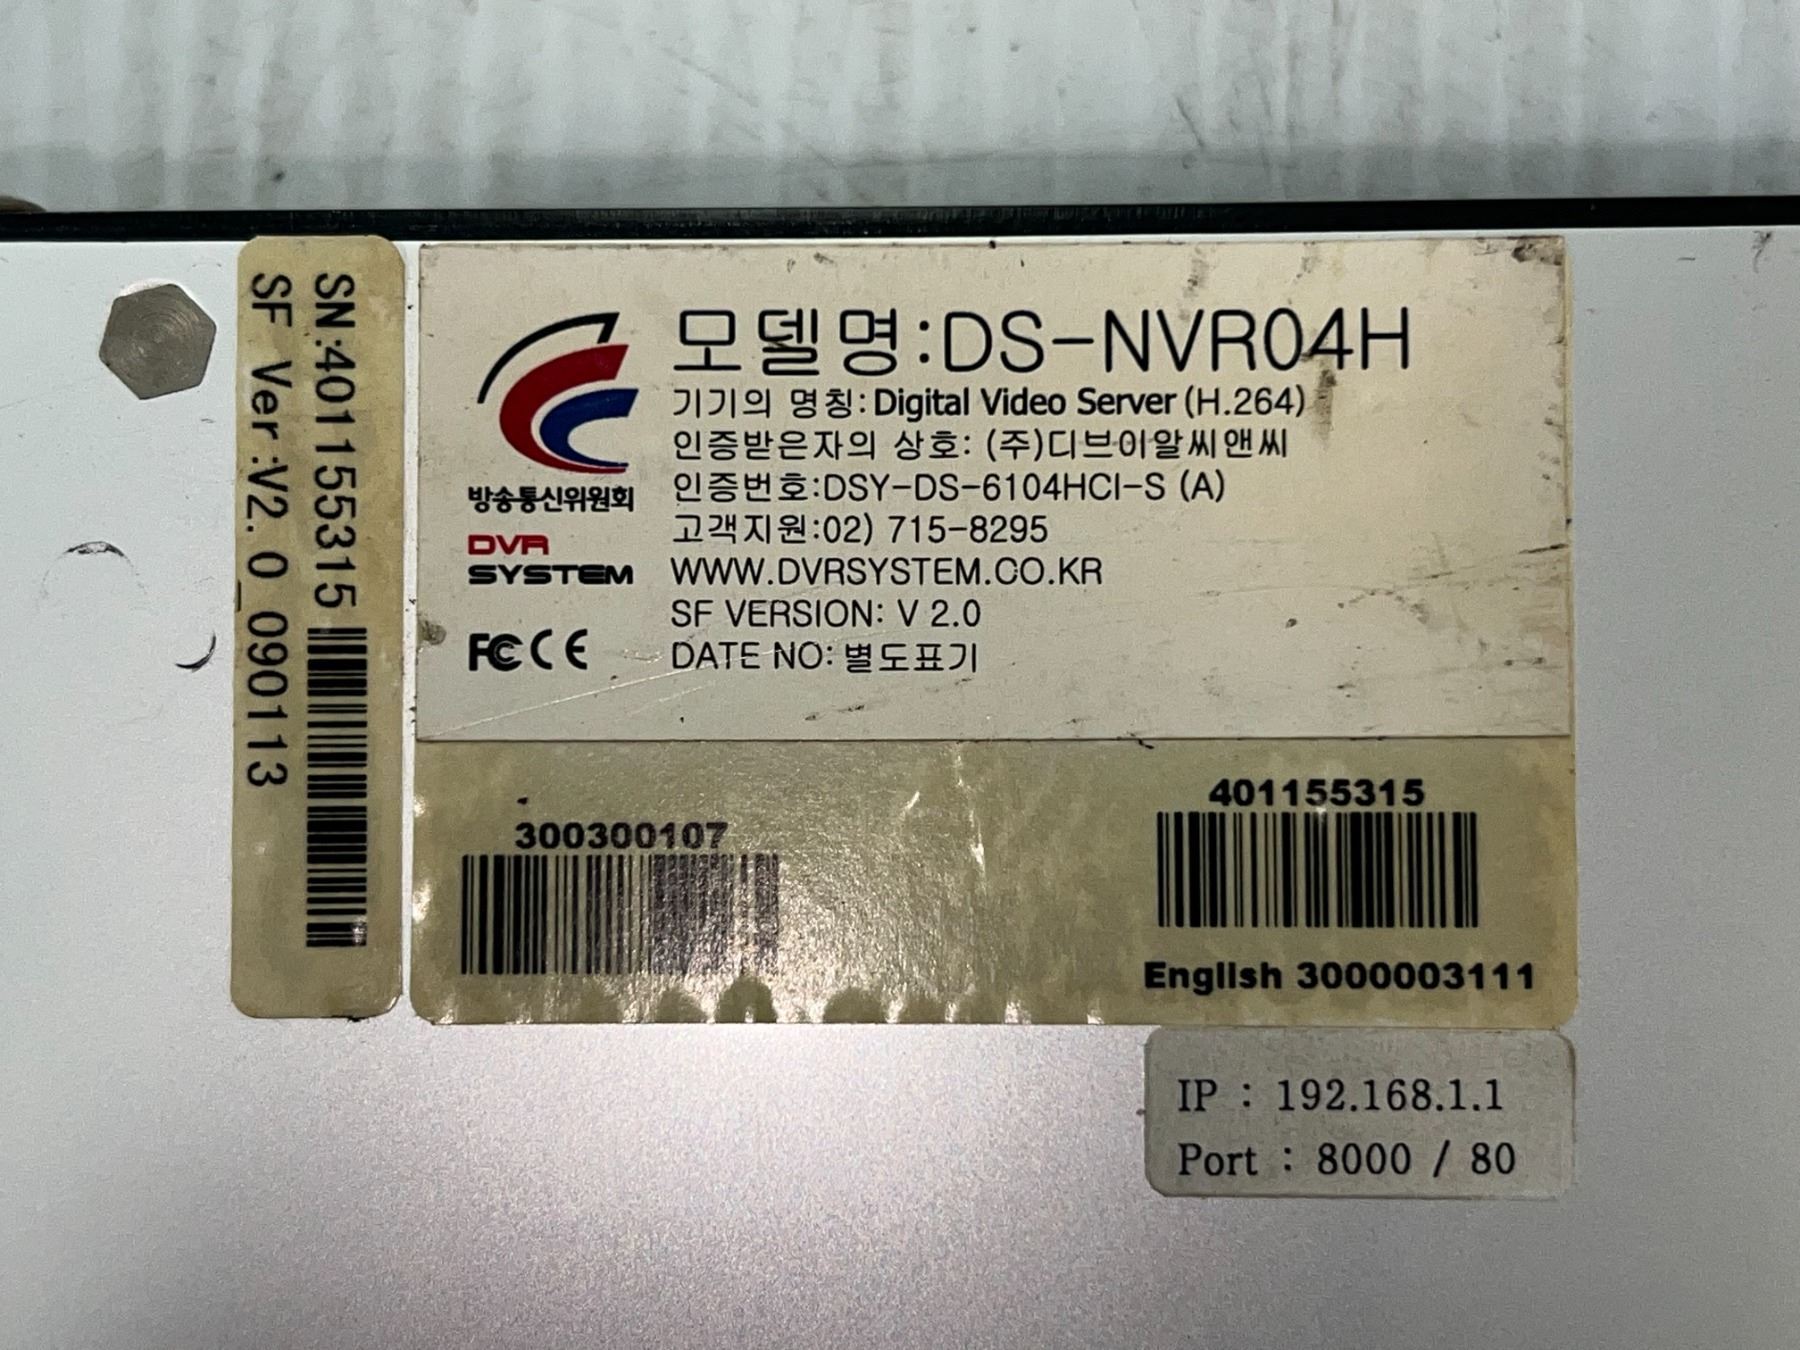 SN:401155315
SF Ver:V2.0_090113
모델명:DS-NVR04H
기기의 명칭:Digital Video Server (H.264)
인증받은자의 상호: (주)디브이알씨앤씨
인증번호:DSY-DS-6104HCI-S (A)
고객지원:02) 715-8295
WWW.DVRSYSTEM.CO.KR
SF VERSION: V 2.0
DATE NO: 별도표기
방송통신위원회
DVR
SYSTEM
FC CE
300300107
401155315
English 3000003111
IP : 192.168.1.1
Port : 8000 / 80